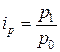 i_p = p_1 / p_0